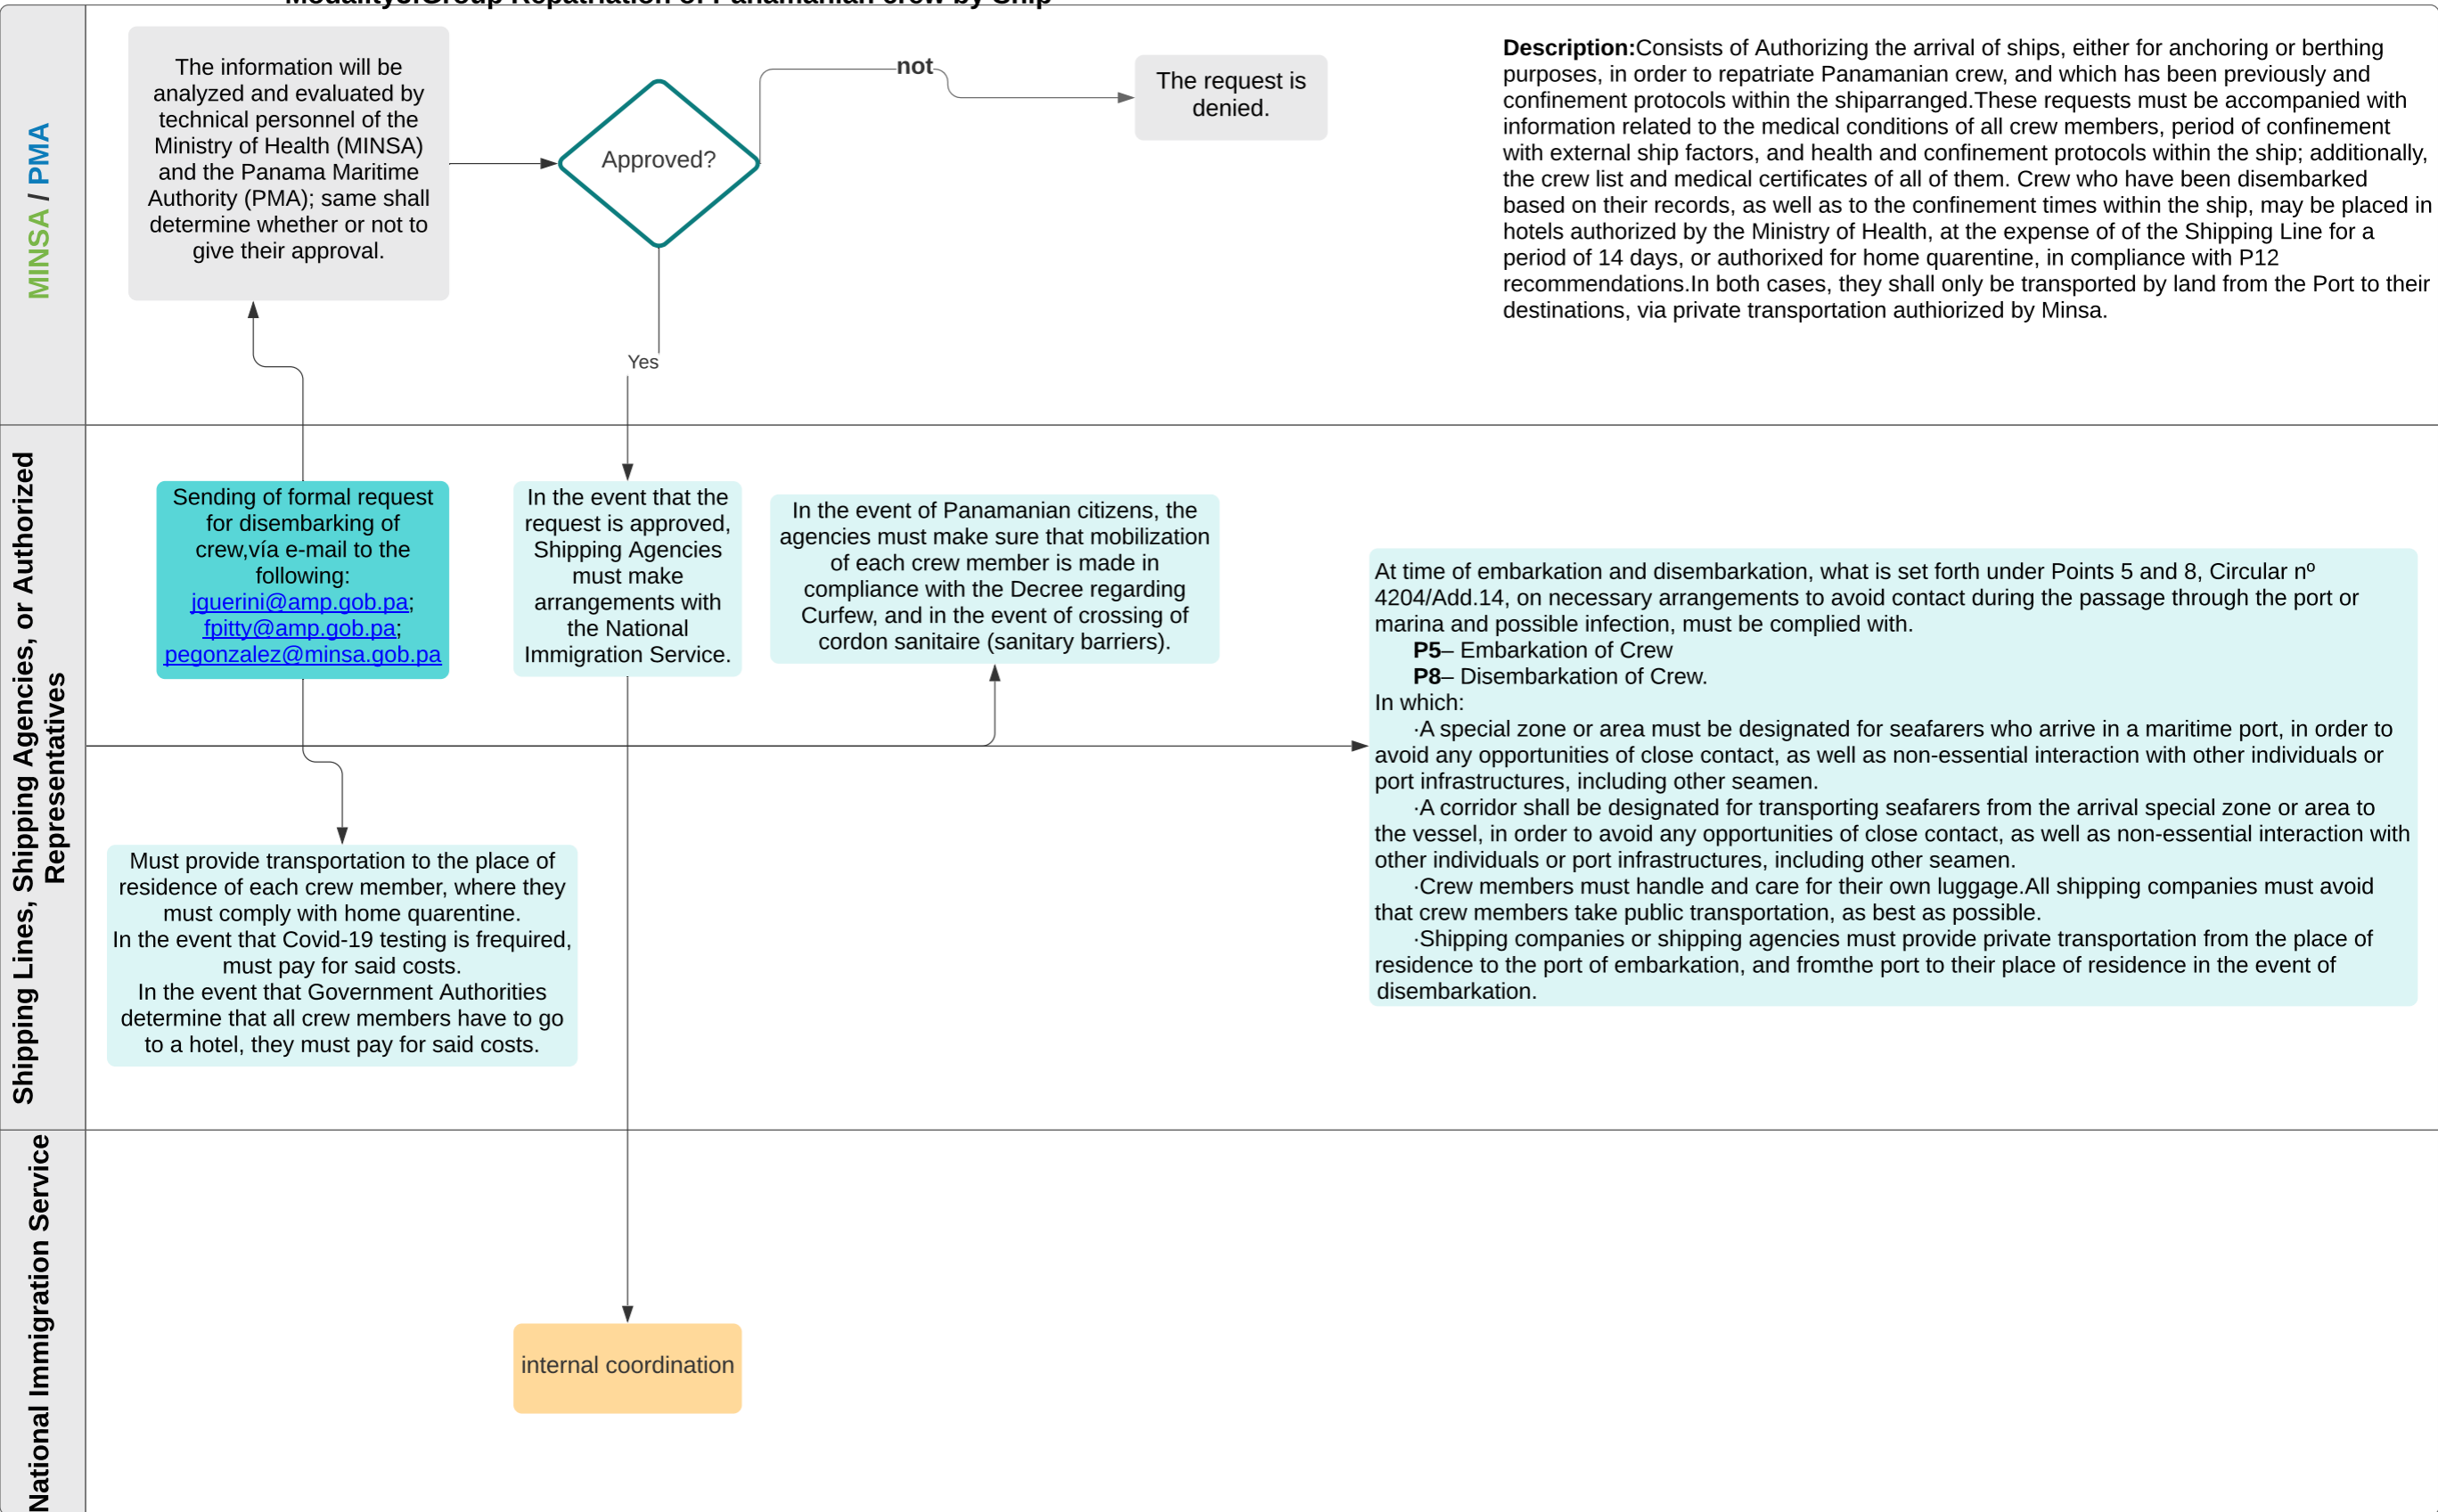 Modality3:Group Repatriation of Panamanian crew by Ship
MINSA / PMA
The information will be
analyzed and evaluated by
technical personnel of the
Ministry of Health (MINSA)
and the Panama Maritime
Authority (PMA); same shall
determine whether or not to
give their approval.
Approved?
not
The request is
denied.
Yes
Description:Consists of Authorizing the arrival of ships, either for anchoring or berthing
purposes, in order to repatriate Panamanian crew, and which has been previously and
confinement protocols within the shiparranged.These requests must be accompanied with
information related to the medical conditions of all crew members, period of confinement
with external ship factors, and health and confinement protocols within the ship; additionally,
the crew list and medical certificates of all of them. Crew who have been disembarked
based on their records, as well as to the confinement times within the ship, may be placed in
hotels authorized by the Ministry of Health, at the expense of of the Shipping Line for a
period of 14 days, or authorixed for home quarentine, in compliance with P12
recommendations.In both cases, they shall only be transported by land from the Port to their
destinations, via private transportation authiorized by Minsa.
Shipping Lines, Shipping Agencies, or Authorized
Representatives
Sending of formal request
for disembarking of
crew,vía e-mail to the
following:
jguerini@amp.gob.pa;
fpitty@amp.gob.pa;
pegonzalez@minsa.gob.pa
In the event that the
request is approved,
Shipping Agencies
must make
arrangements with
the National
Immigration Service.
In the event of Panamanian citizens, the
agencies must make sure that mobilization
of each crew member is made in
compliance with the Decree regarding
Curfew, and in the event of crossing of
cordon sanitaire (sanitary barriers).
At time of embarkation and disembarkation, what is set forth under Points 5 and 8, Circular nº
4204/Add.14, on necessary arrangements to avoid contact during the passage through the port or
marina and possible infection, must be complied with.
P5– Embarkation of Crew
P8– Disembarkation of Crew.
In which:
·A special zone or area must be designated for seafarers who arrive in a maritime port, in order to
avoid any opportunities of close contact, as well as non-essential interaction with other individuals or
port infrastructures, including other seamen.
·A corridor shall be designated for transporting seafarers from the arrival special zone or area to
the vessel, in order to avoid any opportunities of close contact, as well as non-essential interaction with
other individuals or port infrastructures, including other seamen.
·Crew members must handle and care for their own luggage.All shipping companies must avoid
that crew members take public transportation, as best as possible.
·Shipping companies or shipping agencies must provide private transportation from the place of
residence to the port of embarkation, and fromthe port to their place of residence in the event of
disembarkation.
Must provide transportation to the place of
residence of each crew member, where they
must comply with home quarentine.
In the event that Covid-19 testing is frequired,
must pay for said costs.
In the event that Government Authorities
determine that all crew members have to go
to a hotel, they must pay for said costs.
National Immigration Service
internal coordination